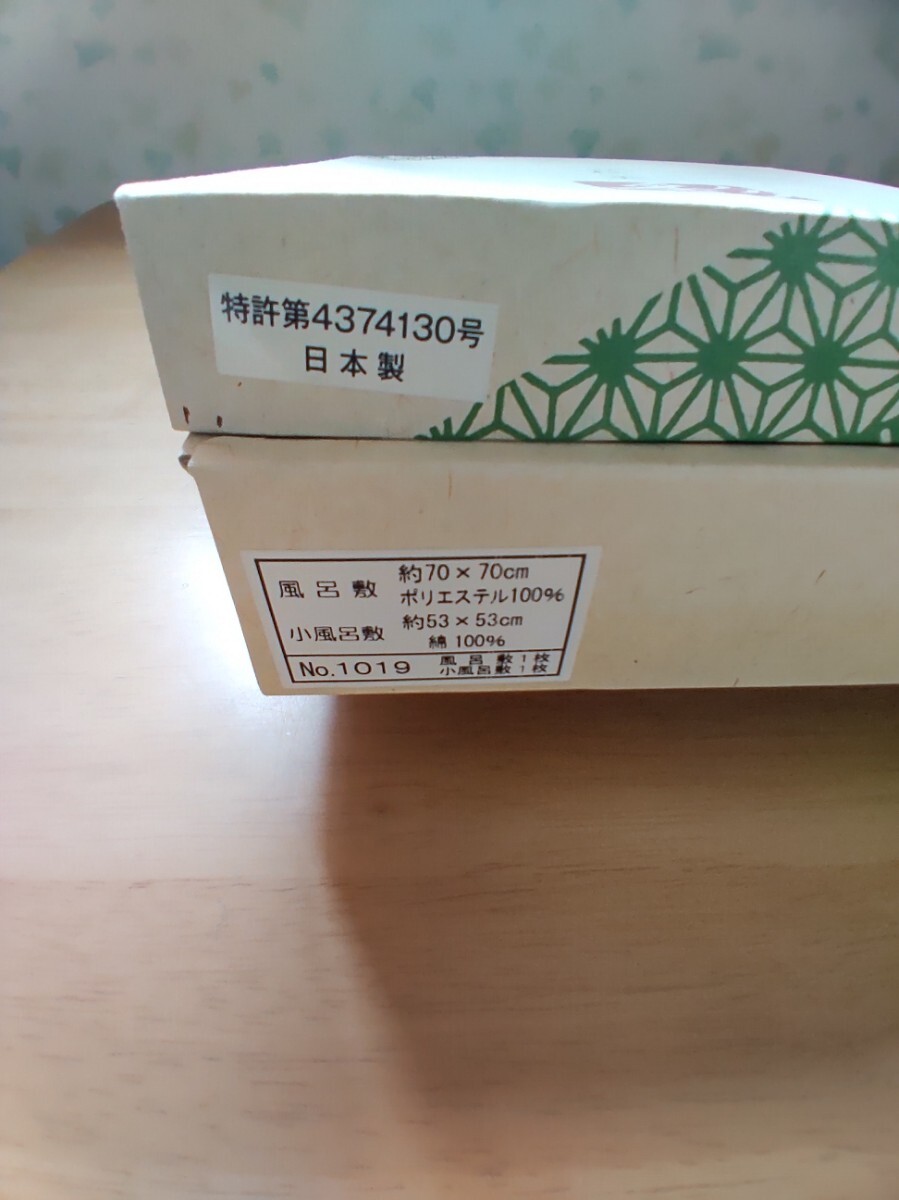 特許第4374130号
日本製
風呂敷 約70×70cm
ポリエステル100%
小風呂敷 約53×53cm
綿100%
No.1019 風呂敷1枚
小風呂敷1枚